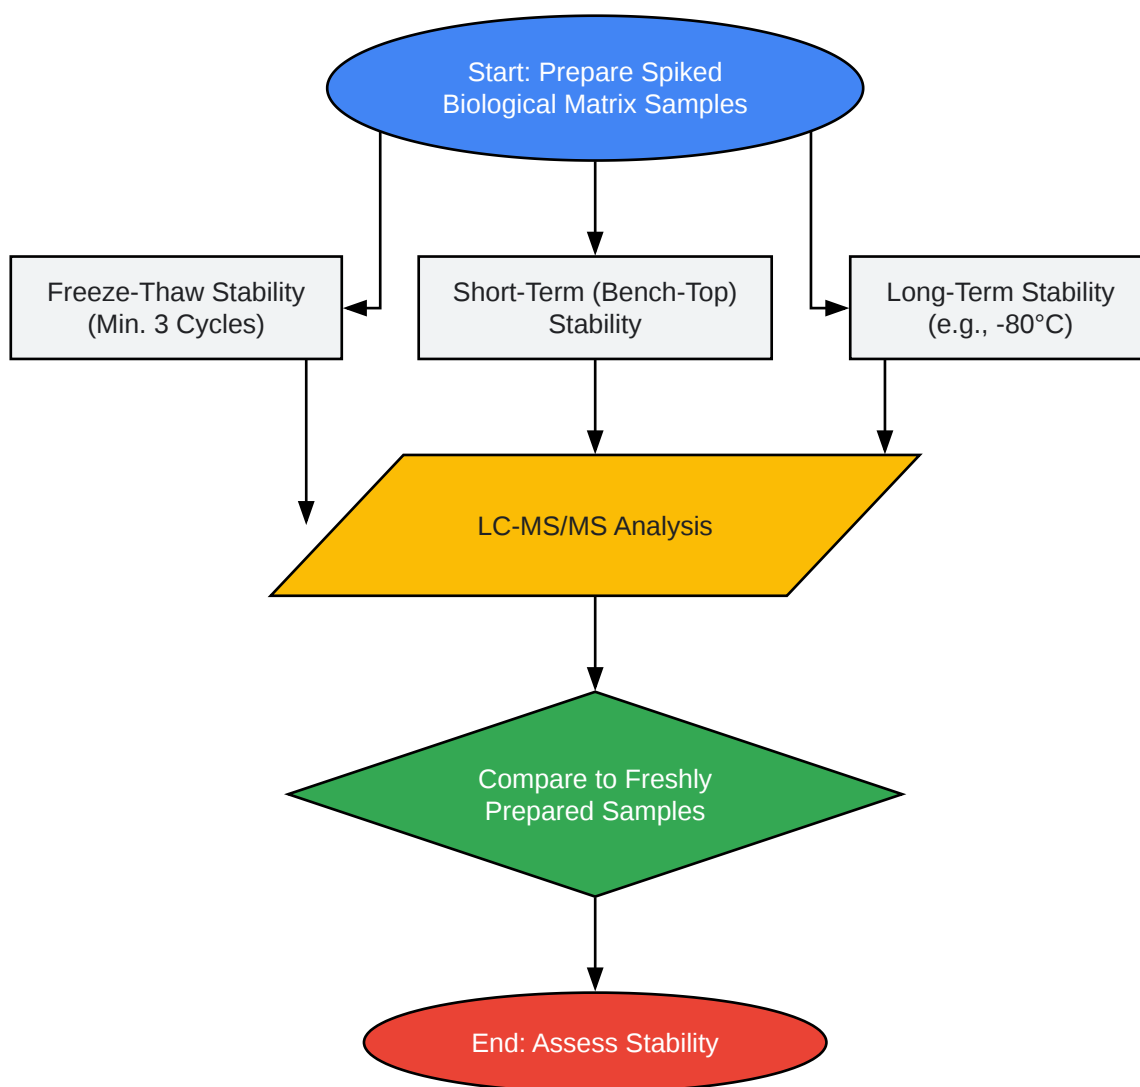 Start: Prepare Spiked
Biological Matrix Samples
Freeze-Thaw Stability
(Min. 3 Cycles)
Short-Term (Bench-Top)
Stability
Long-Term Stability
(e.g., -80°C)
LC-MS/MS Analysis
Compare to Freshly
Prepared Samples
End: Assess Stability